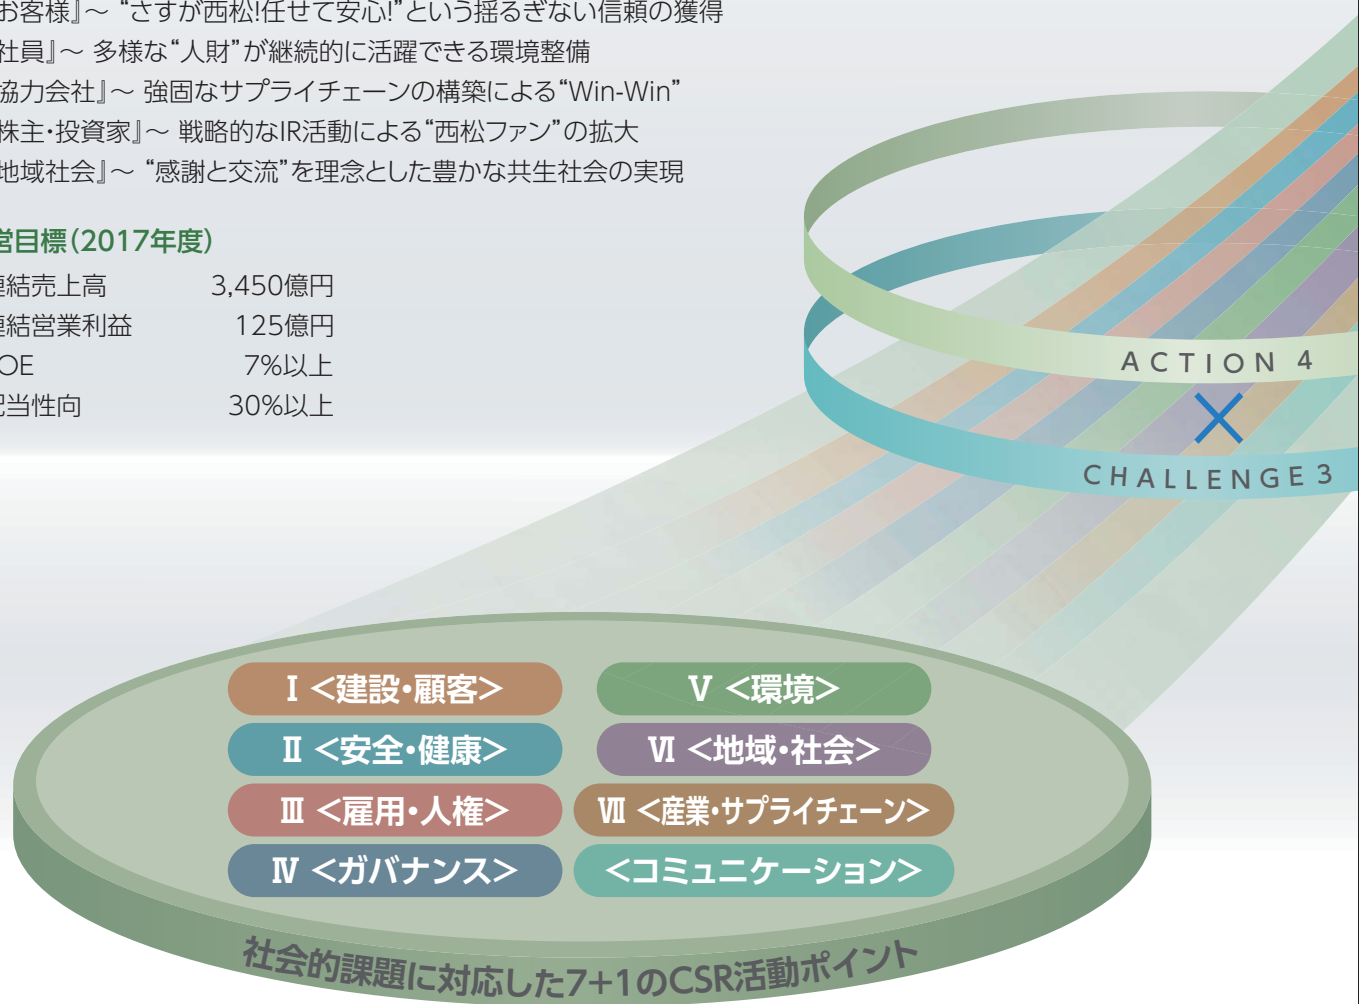 お客様』～ “さすが西松!任せて安心!”という揺るぎない信頼の獲得
社員』～ 多様な“人財”が継続的に活躍できる環境整備
協力会社』～ 強固なサプライチェーンの構築による“Win-Win”
株主・投資家』～ 戦略的なIR活動による“西松ファン”の拡大
地域社会』～ “感謝と交流”を理念とした豊かな共生社会の実現
営目標（2017年度）
連結売上高 3,450億円
連結営業利益 125億円
OE 7%以上
配当性向 30%以上
ACTION 4
×
CHALLENGE 3
Ⅰ ＜建設・顧客＞
Ⅴ ＜環境＞
Ⅱ ＜安全・健康＞
Ⅵ ＜地域・社会＞
Ⅲ ＜雇用・人権＞
Ⅶ ＜産業・サプライチェーン＞
Ⅳ ＜ガバナンス＞
＜コミュニケーション＞
社会的課題に対応した7+1のCSR活動ポイント